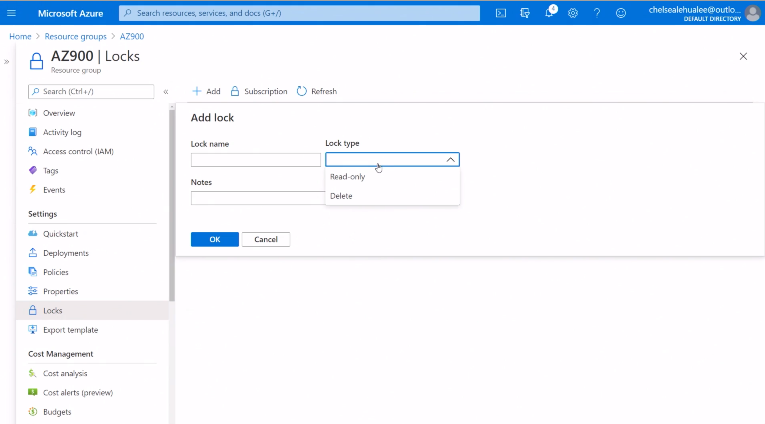 Microsoft Azure
Search resources, services, and docs (G+/)
4
chelsealehualee@outlo...
DEFAULT DIRECTORY
Home > Resource groups > AZ900
AZ900 | Locks
Resource group
Search (Ctrl+/)
Add
Subscription
Refresh
Overview
Activity log
Access control (IAM)
Tags
Events
Settings
Quickstart
Deployments
Policies
Properties
Locks
Export template
Cost Management
Cost analysis
Cost alerts (preview)
Budgets
Add lock
Lock name
Lock type
Read-only
Delete
Notes
OK
Cancel